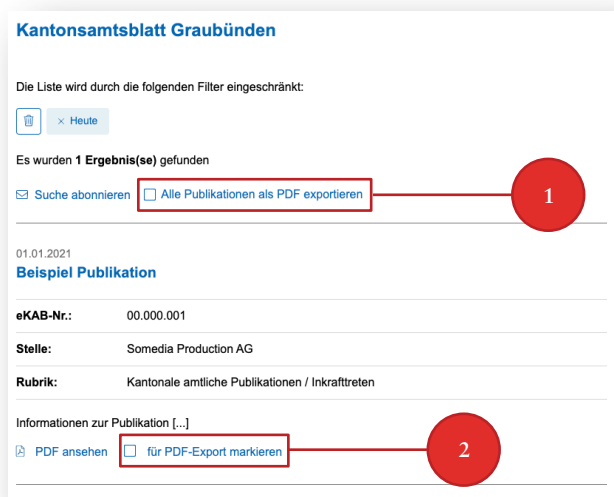 Kantonsamtsblatt Graubünden
Die Liste wird durch die folgenden Filter eingeschränkt:
× Heute
Es wurden 1 Ergebnis(se) gefunden
Suche abonnieren Alle Publikationen als PDF exportieren 1
01.01.2021
Beispiel Publikation
eKAB-Nr.: 00.000.001
Stelle: Somedia Production AG
Rubrik: Kantonale amtliche Publikationen / Inkrafttreten
Informationen zur Publikation [...]
PDF ansehen für PDF-Export markieren 2